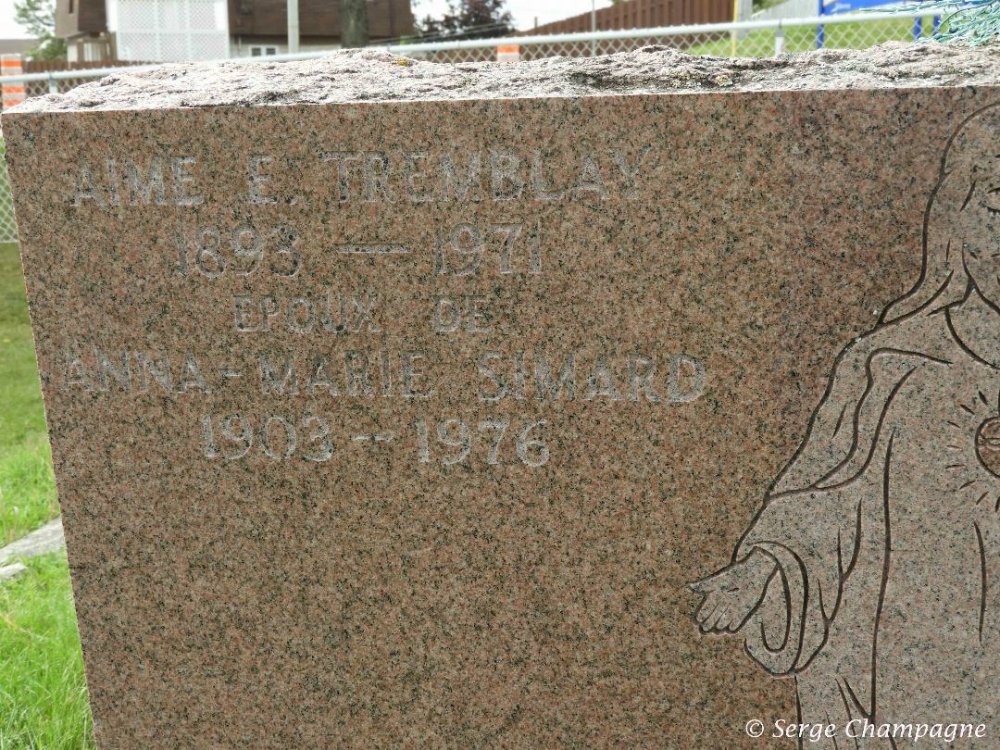 AIME E. TREMBLAY
1893 — 1971
EPOUX DE
ANNA-MARIE SIMARD
1903 -- 1976
© Serge Champagne